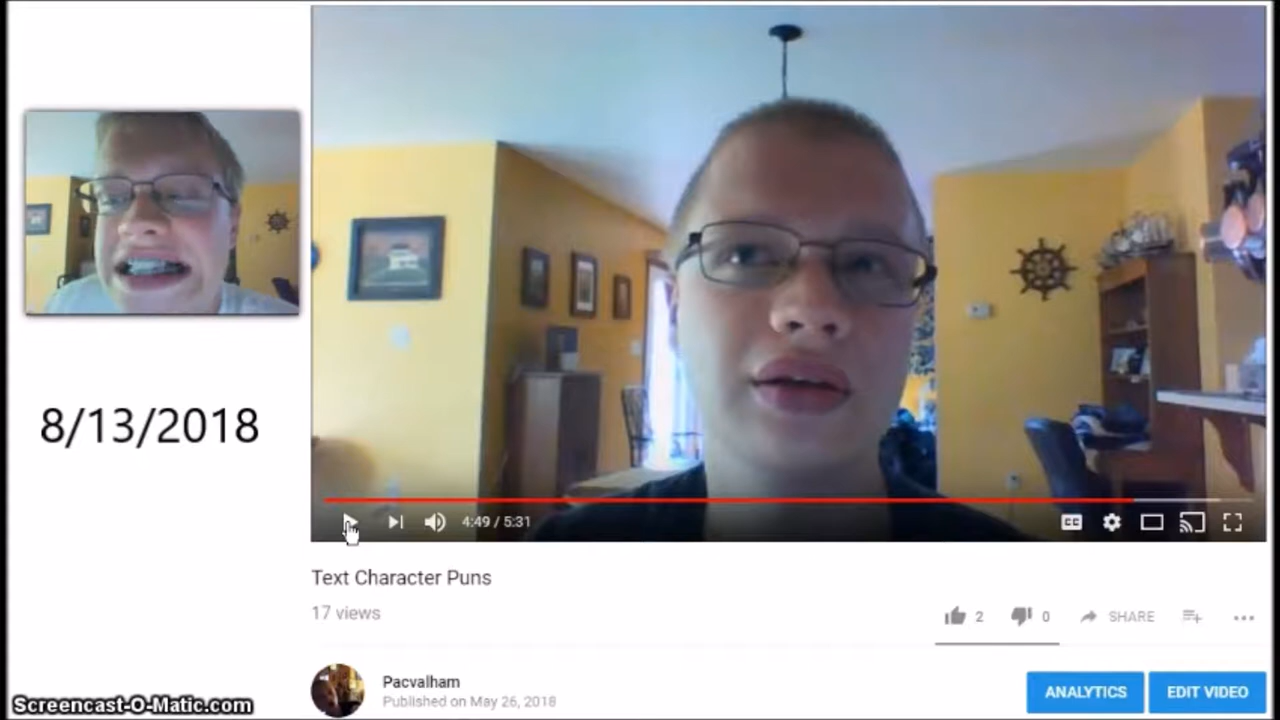 8/13/2018
4:49 / 5:31
CC
Text Character Puns
17 views
2
0
SHARE
Pacvalham
Published on May 26, 2018
ANALYTICS
EDIT VIDEO
Screencast-O-Matic.com